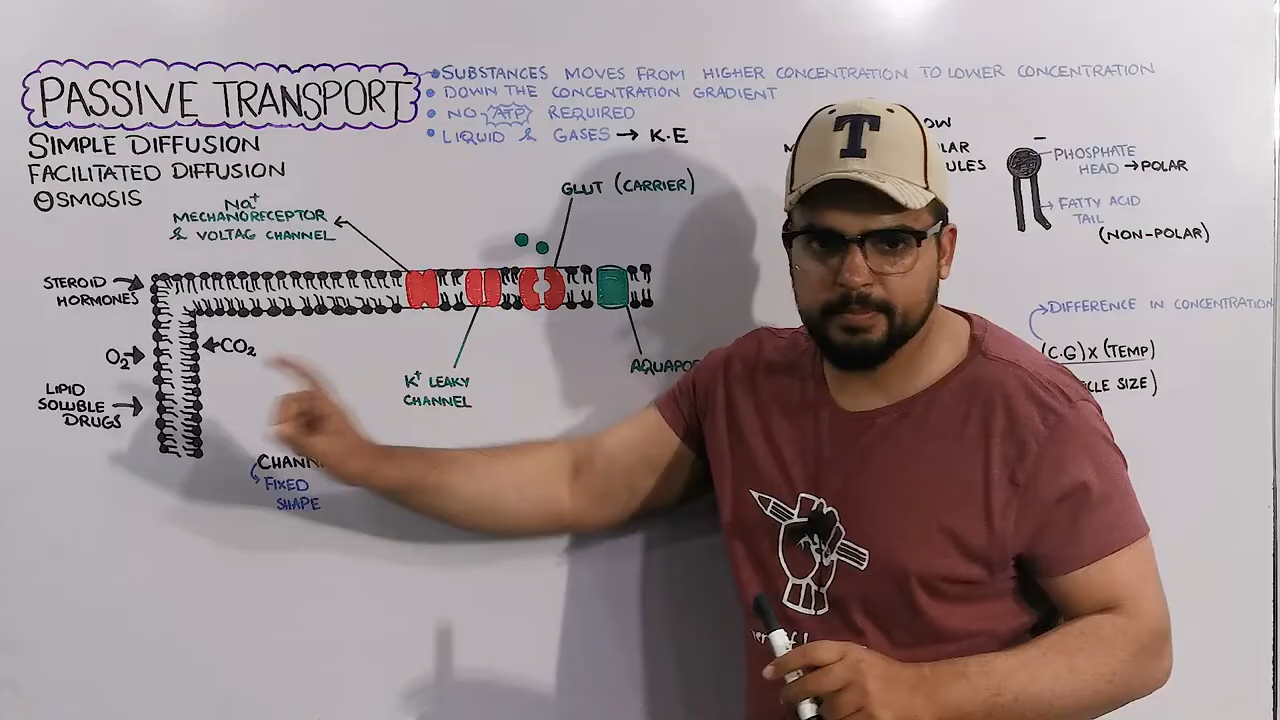 PASSIVE TRANSPORT
SUBSTANCES MOVES FROM HIGHER CONCENTRATION TO LOWER CONCENTRATION
DOWN THE CONCENTRATION GRADIENT
NO ATP REQUIRED
LIQUID & GASES → K.E
SIMPLE DIFFUSION
FACILITATED DIFFUSION
OSMOSIS
Na+
MECHANORECEPTOR
& VOLTAG CHANNEL
GLUT (CARRIER)
STEROID
HORMONES
O2
CO2
LIPID
SOLUBLE
DRUGS
K+ LEAKY
CHANNEL
FIXED
SHAPE
T
PHOSPHATE
HEAD → POLAR
FATTY ACID
TAIL
(NON-POLAR)
DIFFERENCE IN CONCENTRATION
(C.G) X (TEMP)
SIZE)